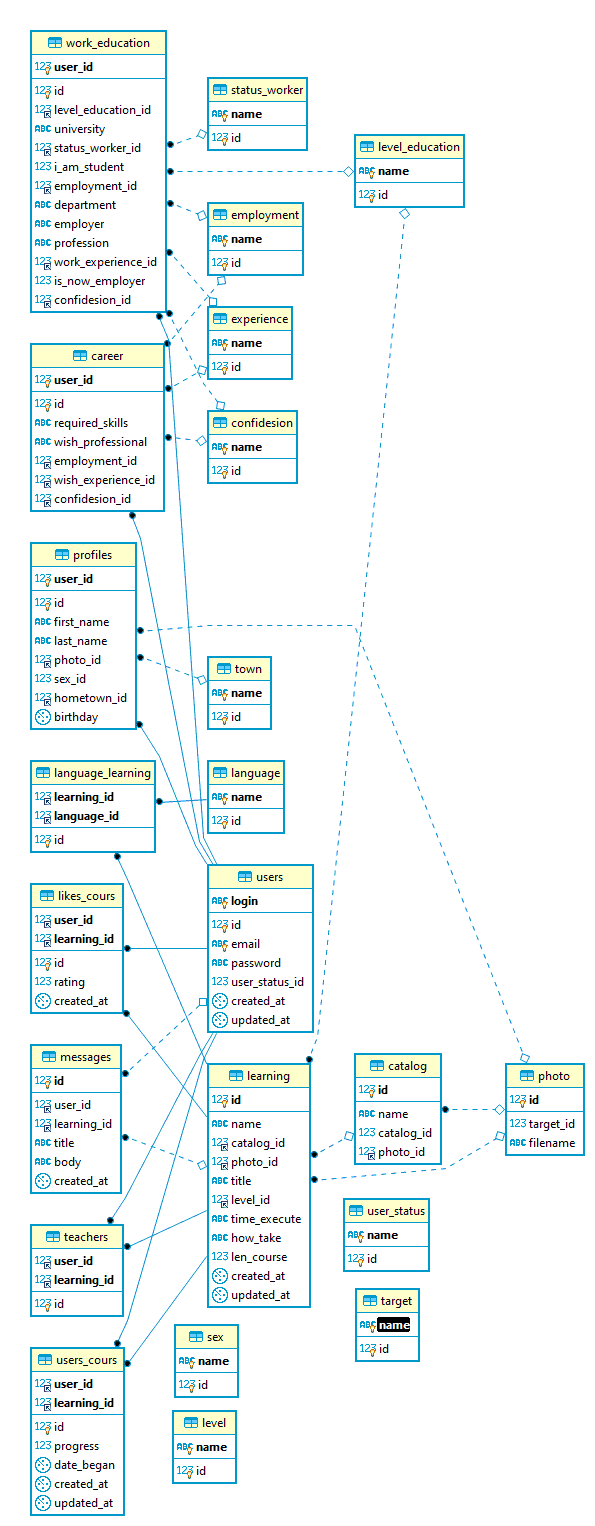 work_education
123 user_id
123 id
123 level_education_id
ABC university
123 status_worker_id
123 i_am_student
123 employment_id
ABC department
ABC employer
ABC profession
123 work_experience_id
123 is_now_employer
123 confidesion_id
status_worker
ABC name
123 id
level_education
ABC name
123 id
employment
ABC name
123 id
experience
ABC name
123 id
career
123 user_id
123 id
ABC required_skills
ABC wish_professional
123 employment_id
123 wish_experience_id
123 confidesion_id
confidesion
ABC name
123 id
profiles
123 user_id
123 id
ABC first_name
ABC last_name
123 photo_id
123 sex_id
123 hometown_id
birthday
town
ABC name
123 id
language_learning
123 learning_id
123 language_id
123 id
language
ABC name
123 id
likes_cours
123 user_id
123 learning_id
123 id
123 rating
created_at
users
ABC login
123 id
ABC email
ABC password
123 user_status_id
created_at
updated_at
messages
123 id
123 user_id
123 learning_id
ABC title
ABC body
created_at
learning
123 id
ABC name
123 catalog_id
123 photo_id
ABC title
123 level_id
ABC time_execute
ABC how_take
123 len_course
created_at
updated_at
catalog
123 id
ABC name
123 catalog_id
123 photo_id
photo
123 id
123 target_id
ABC filename
teachers
123 user_id
123 learning_id
123 id
user_status
ABC name
123 id
target
ABC name
123 id
sex
ABC name
123 id
users_cours
123 user_id
123 learning_id
123 id
123 progress
date_began
created_at
updated_at
level
ABC name
123 id